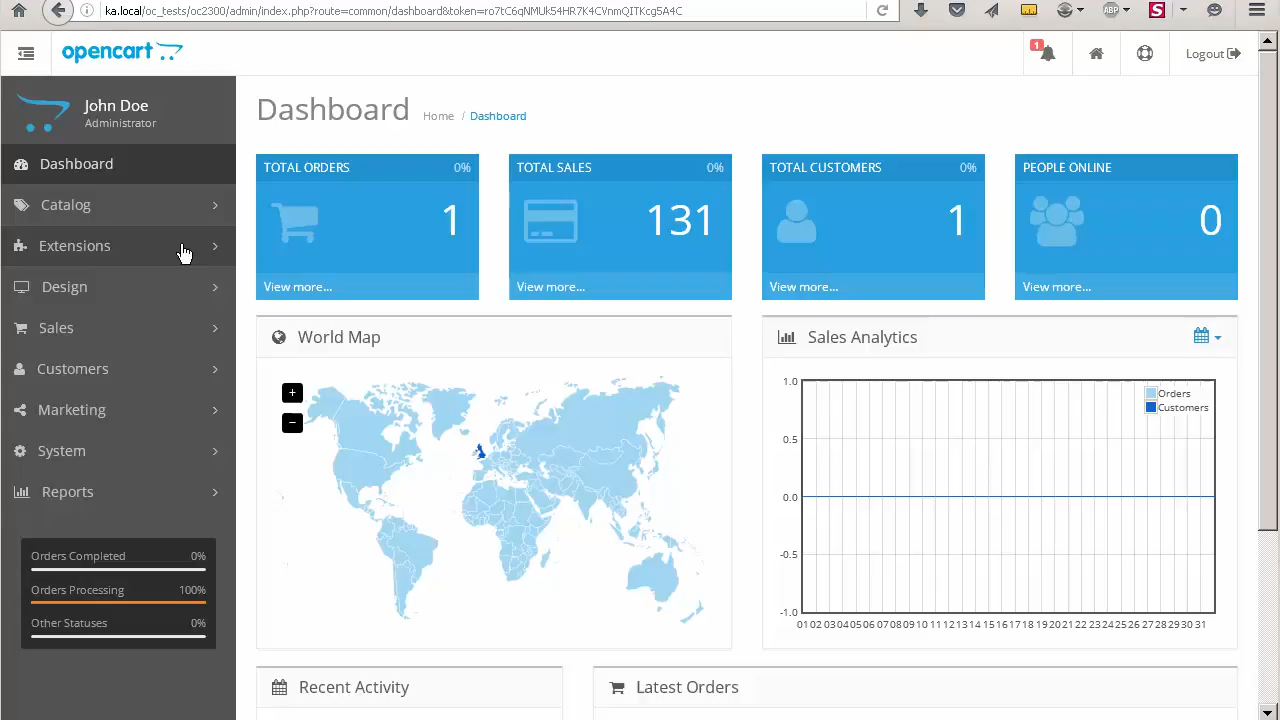 ka.local/oc_tests/oc2300/admin/index.php?route=common/dashboard&token=ro7tC6qNMUk54HR7K4CVnmQITKcg5A4C
ABP
S
opencart
1
Logout
John Doe
Administrator
Dashboard
Catalog
Extensions
Design
Sales
Customers
Marketing
System
Reports
Orders Completed 0%
Orders Processing 100%
Other Statuses 0%
Dashboard Home / Dashboard
TOTAL ORDERS 0%
1
View more...
TOTAL SALES 0%
131
View more...
TOTAL CUSTOMERS 0%
1
View more...
PEOPLE ONLINE
0
View more...
World Map
+
−
Sales Analytics
Orders
Customers
1.0
0.5
0.0
-0.5
-1.0
01 02 03 04 05 06 07 08 09 10 11 12 13 14 15 16 17 18 19 20 21 22 23 24 25 26 27 28 29 30 31
Recent Activity
Latest Orders